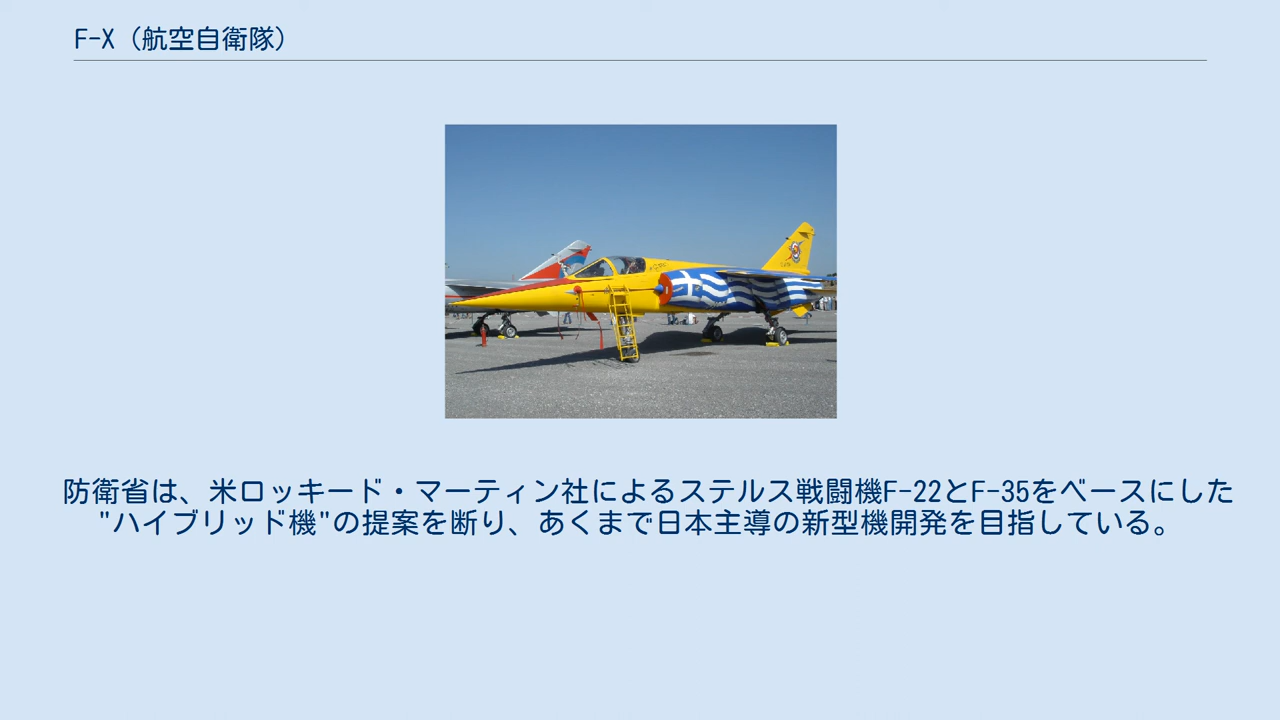 F-X（航空自衛隊）
防衛省は、米ロッキード・マーティン社によるステルス戦闘機F-22とF-35をベースにした
"ハイブリッド機"の提案を断り、あくまで日本主導の新型機開発を目指している。